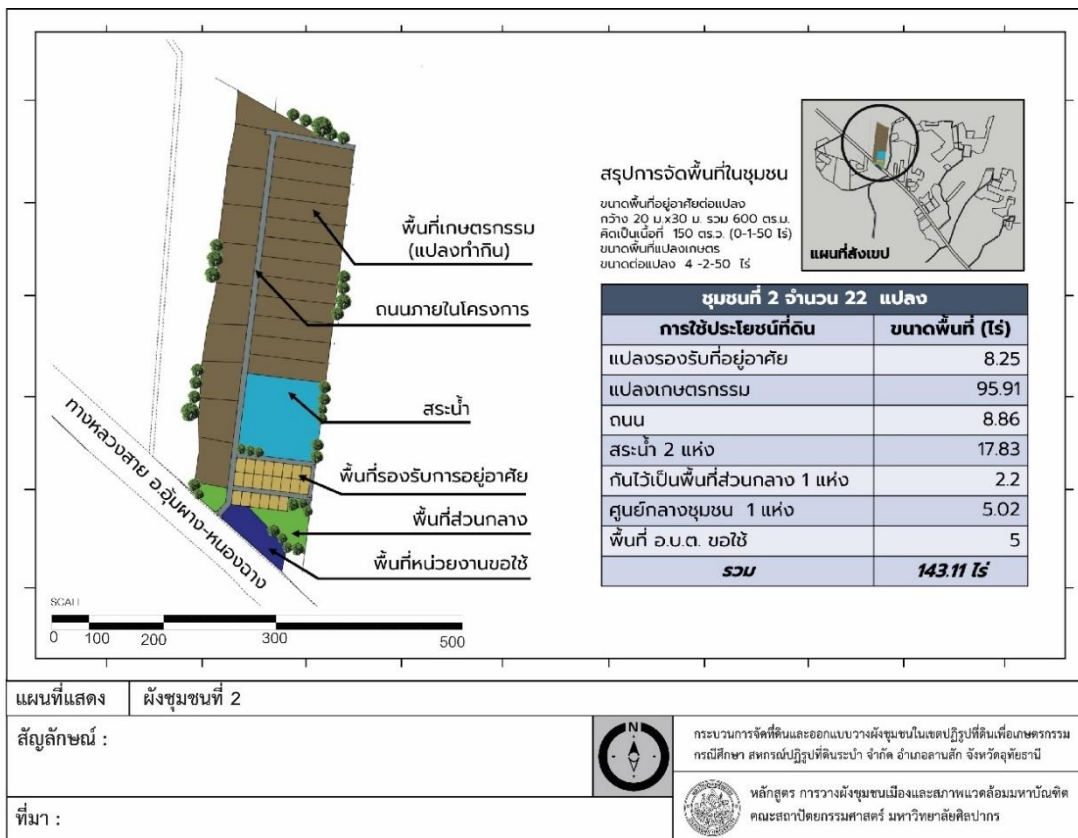 สรุปการจัดพื้นที่ในชุมชน
ขนาดพื้นที่อยู่อาศัยต่อแปลง
กว้าง 20 ม.x30 ม. รวม 600 ตร.ม.
คิดเป็นเนื้อที่ 150 ตร.ว. (0-1-50 ไร่)
ขนาดพื้นที่แปลงเกษตร
ขนาดต่อแปลง 4 -2-50 ไร่
แผนที่สังเขป
พื้นที่เกษตรกรรม
(แปลงทำกิน)
ถนนภายในโครงการ
สระน้ำ
พื้นที่รองรับการอยู่อาศัย
พื้นที่ส่วนกลาง
พื้นที่หน่วยงานขอใช้
ทางหลวงสาย อ.อุ้มผาง-หนองฉาง
ชุมชนที่ 2 จำนวน 22 แปลง
การใช้ประโยชน์ที่ดิน ขนาดพื้นที่ (ไร่)
แปลงรองรับที่อยู่อาศัย 8.25
แปลงเกษตรกรรม 95.91
ถนน 8.86
สระน้ำ 2 แห่ง 17.83
กันไว้เป็นพื้นที่ส่วนกลาง 1 แห่ง 2.2
ศูนย์กลางชุมชน 1 แห่ง 5.02
พื้นที่ อ.บ.ต. ขอใช้ 5
รวม 143.11 ไร่
SCALE
0 100 200 300 500
แผนที่แสดง ผังชุมชนที่ 2
สัญลักษณ์ :
ที่มา :
N
กระบวนการจัดที่ดินและออกแบบวางผังชุมชนในเขตปฏิรูปที่ดินเพื่อเกษตรกรรม
กรณีศึกษา สหกรณ์ปฏิรูปที่ดินระบำ จำกัด อำเภอลานสัก จังหวัดอุทัยธานี
หลักสูตร การวางผังชุมชนเมืองและสภาพแวดล้อมมหาบัณฑิต
คณะสถาปัตยกรรมศาสตร์ มหาวิทยาลัยศิลปากร